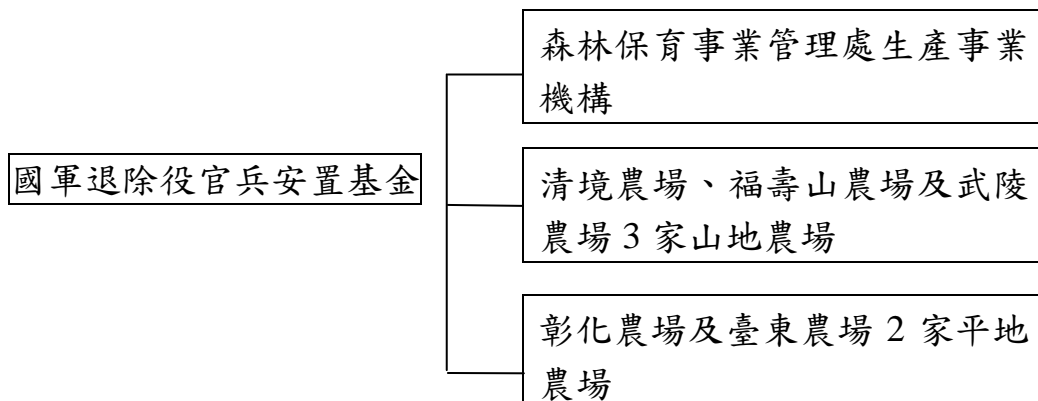 國軍退除役官兵安置基金
森林保育事業管理處生產事業
機構
清境農場、福壽山農場及武陵
農場 3 家山地農場
彰化農場及臺東農場 2 家平地
農場